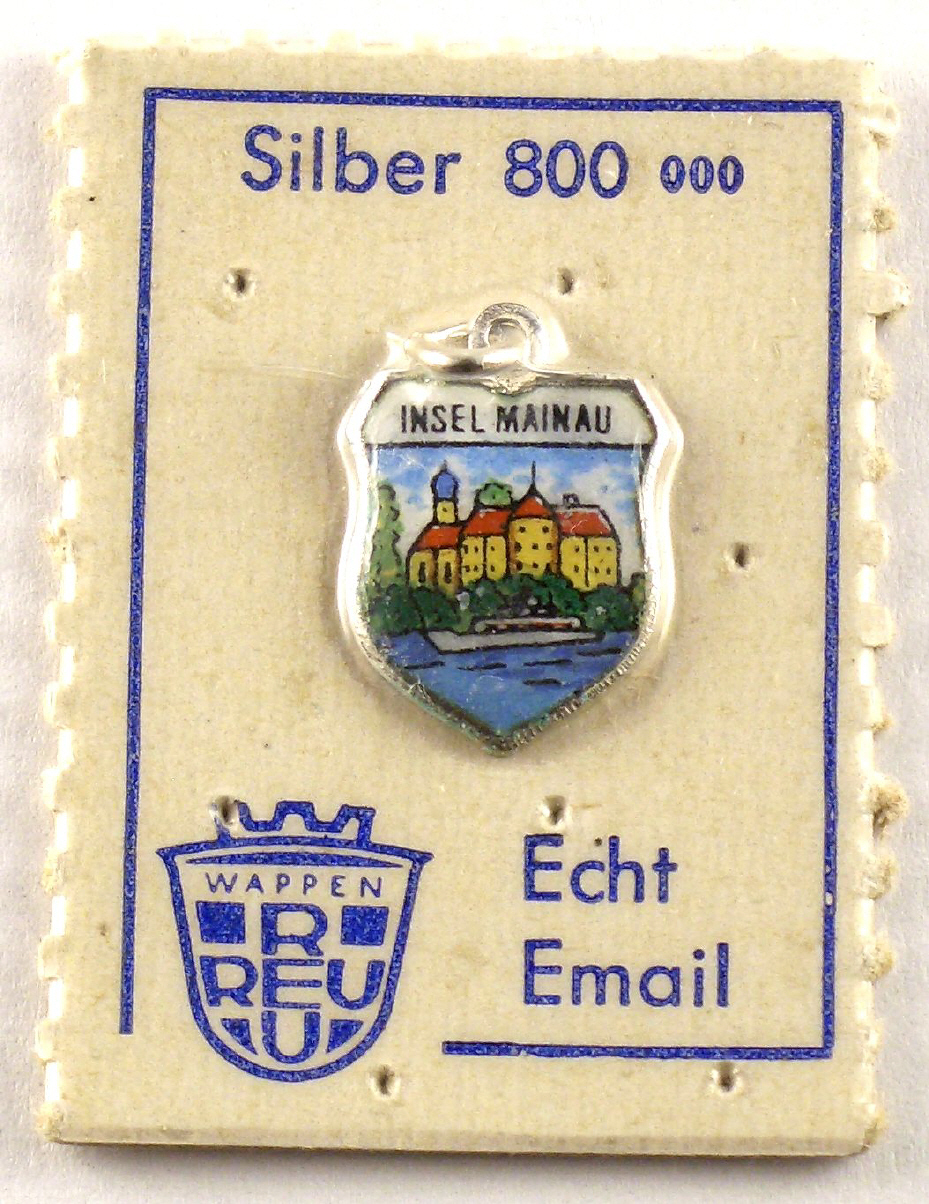 Silber 800 000
INSEL MAINAU
WAPPEN
R
REU
U
Echt
Email